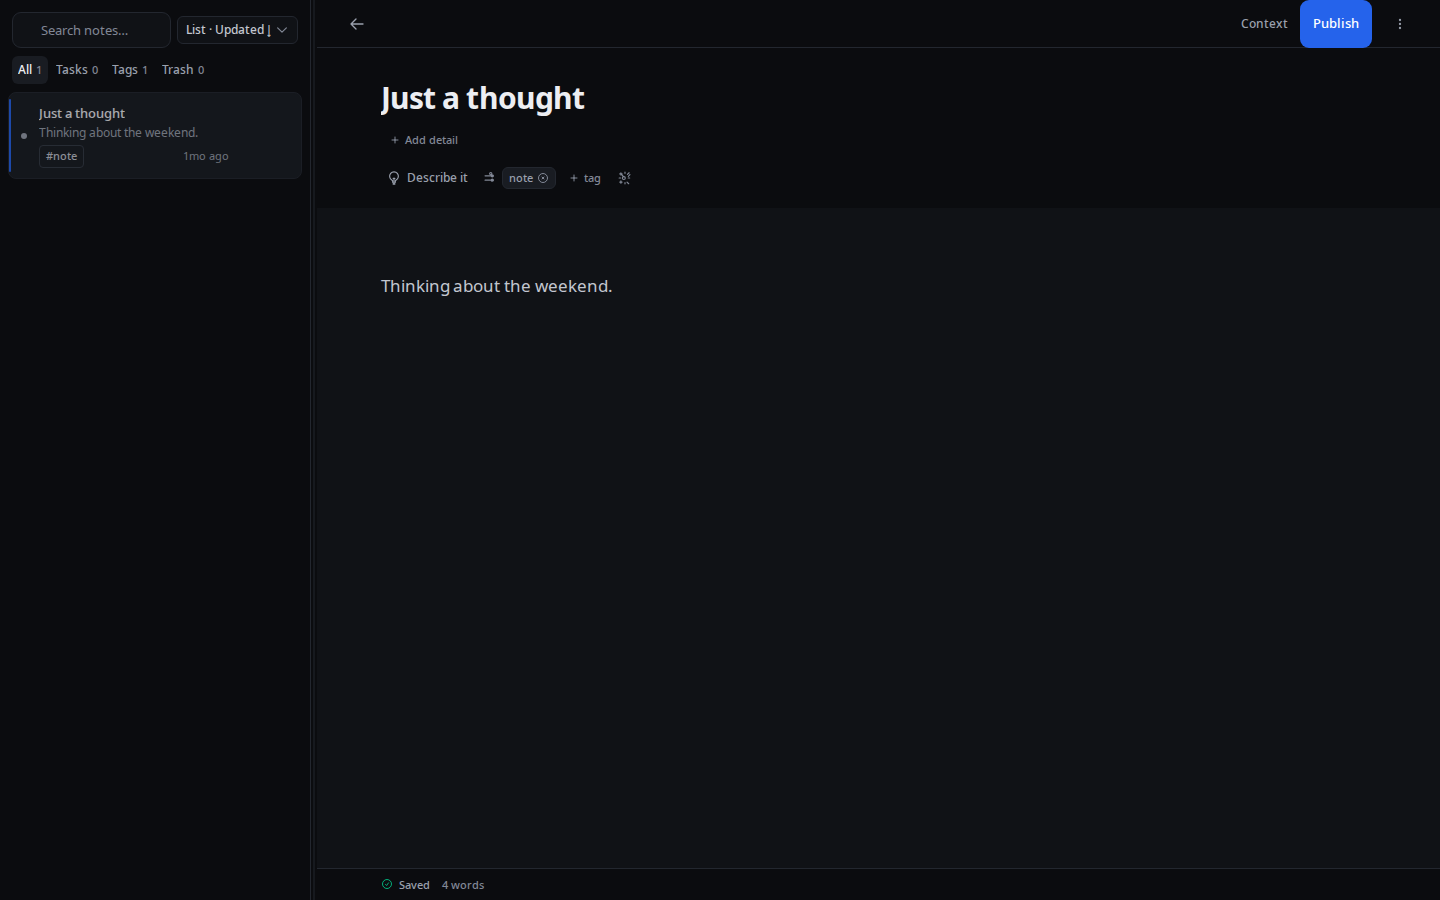 Search notes...
List · Updated ↓
All 1
Tasks 0
Tags 1
Trash 0
Just a thought
Thinking about the weekend.
#note
1mo ago
Context
Publish
Just a thought
+ Add detail
Describe it
note
+ tag
Thinking about the weekend.
Saved
4 words